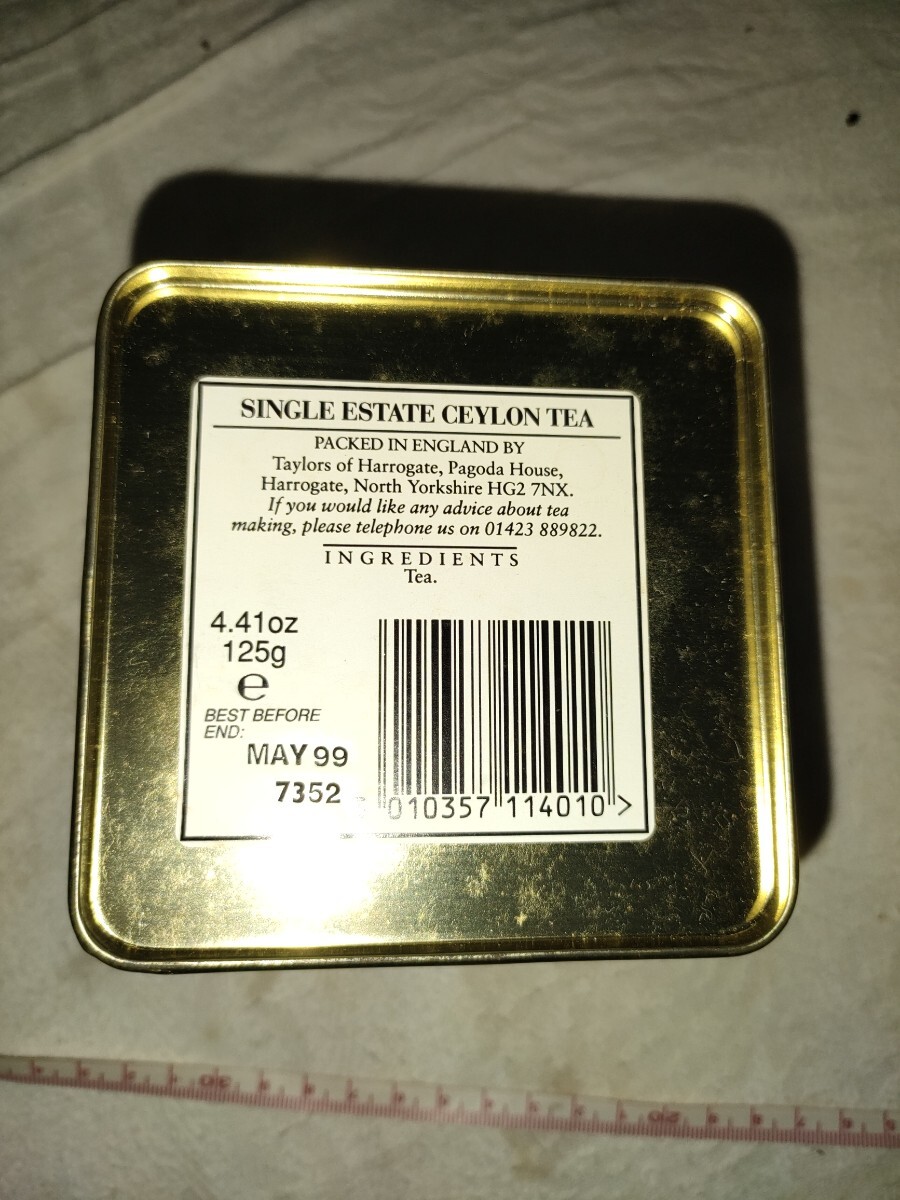 SINGLE ESTATE CEYLON TEA
PACKED IN ENGLAND BY
Taylors of Harrogate, Pagoda House,
Harrogate, North Yorkshire HG2 7NX.
If you would like any advice about tea
making, please telephone us on 01423 889822.
INGREDIENTS
Tea.
4.41oz
125g
e
BEST BEFORE
END:
MAY 99
7352
010357 114010 >